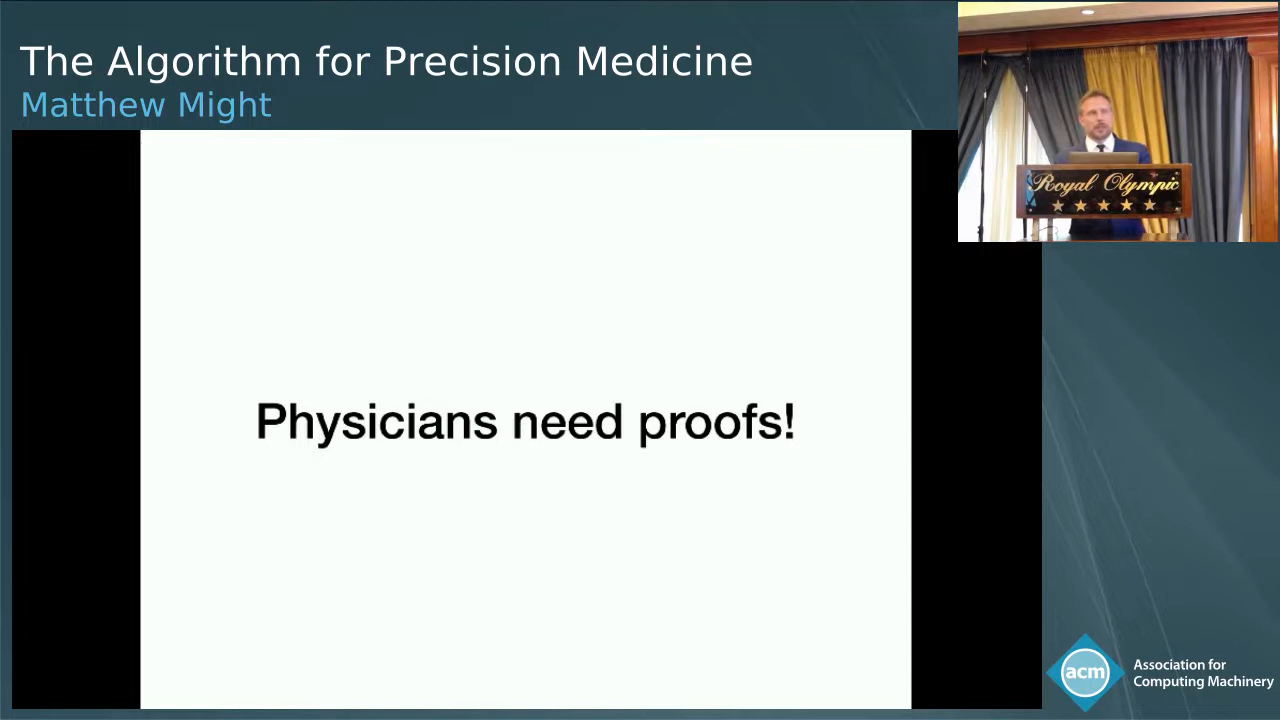 The Algorithm for Precision Medicine
Matthew Might
Royal Olympic
Physicians need proofs!
acm
Association for
Computing Machinery